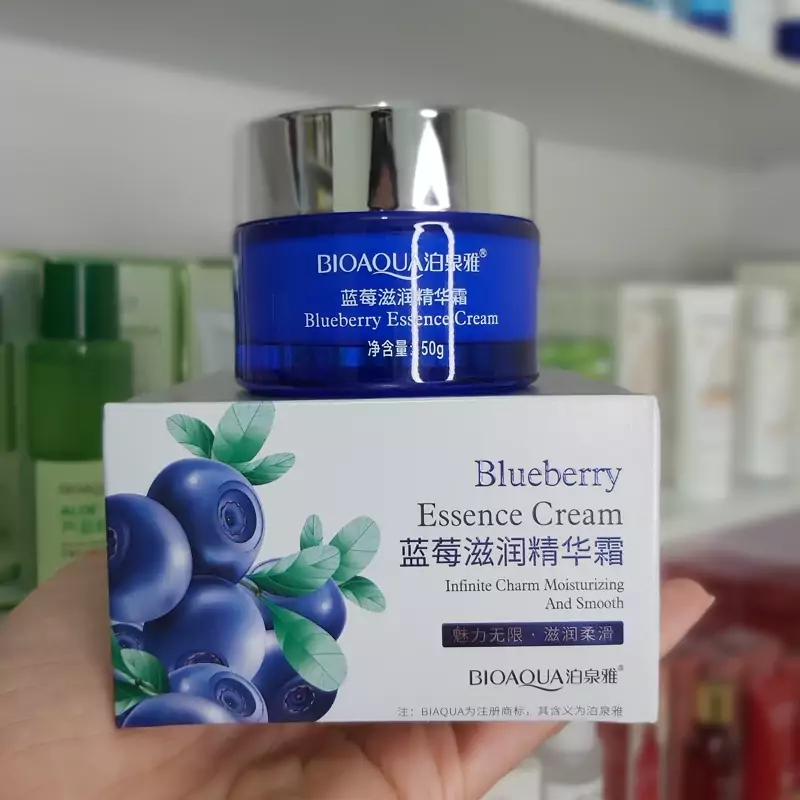 BIOAQUA泊泉雅®
蓝莓滋润精华霜
Blueberry Essence Cream
净含量: 50g
Blueberry
Essence Cream
蓝莓滋润精华霜
Infinite Charm Moisturizing
And Smooth
魅力无限·滋润柔滑
BIOAQUA泊泉雅®
注: BIAQUA为注册商标，其含义为泊泉雅
BIOAQUA